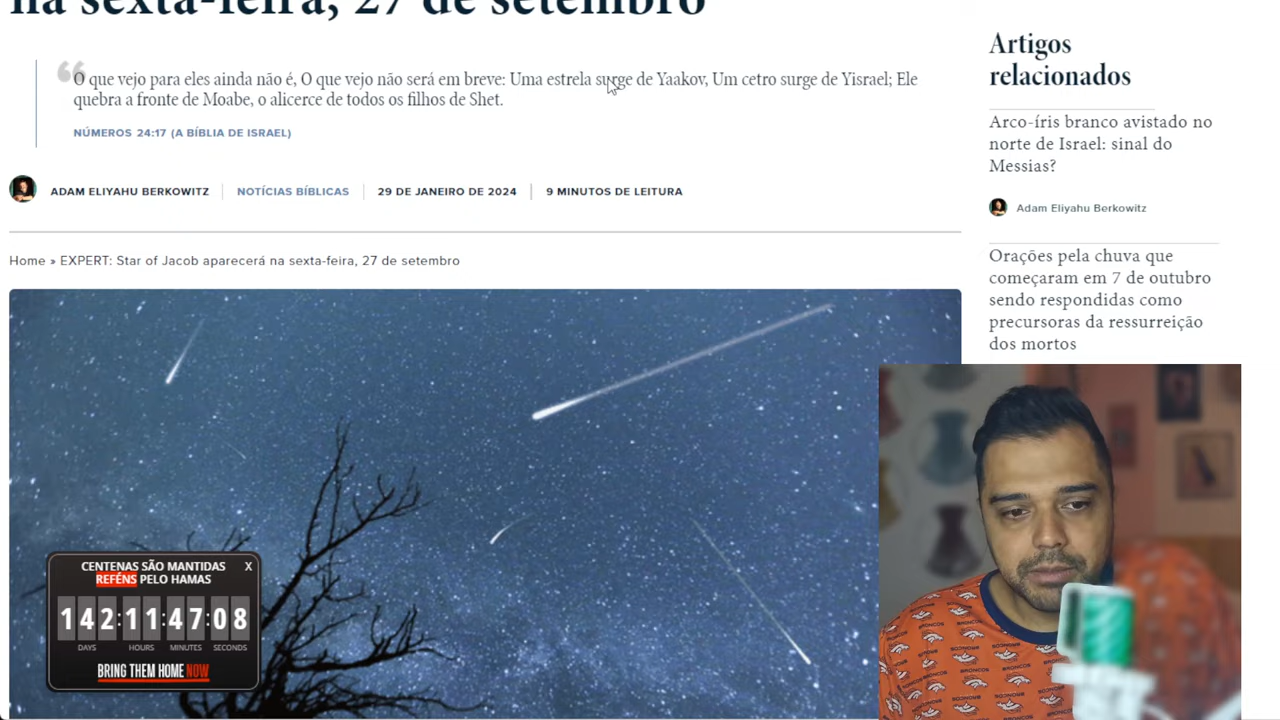 na sexta-feira, 27 de setembro
O que vejo para eles ainda não é, O que vejo não será em breve: Uma estrela surge de Yaakov, Um cetro surge de Yisrael; Ele
quebra a fronte de Moabe, o alicerce de todos os filhos de Shet.
NÚMEROS 24:17 (A BÍBLIA DE ISRAEL)
ADAM ELIYAHU BERKOWITZ
NOTÍCIAS BÍBLICAS
29 DE JANEIRO DE 2024
9 MINUTOS DE LEITURA
Home » EXPERT: Star of Jacob aparecerá na sexta-feira, 27 de setembro
Artigos
relacionados
Arco-íris branco avistado no
norte de Israel: sinal do
Messias?
Adam Eliyahu Berkowitz
Orações pela chuva que
começaram em 7 de outubro
sendo respondidas como
precursoras da ressurreição
dos mortos
CENTENAS SÃO MANTIDAS X
REFÉNS PELO HAMAS
142:11:47:08
DAYS HOURS MINUTES SECONDS
BRING THEM HOME NOW
BRONCOS